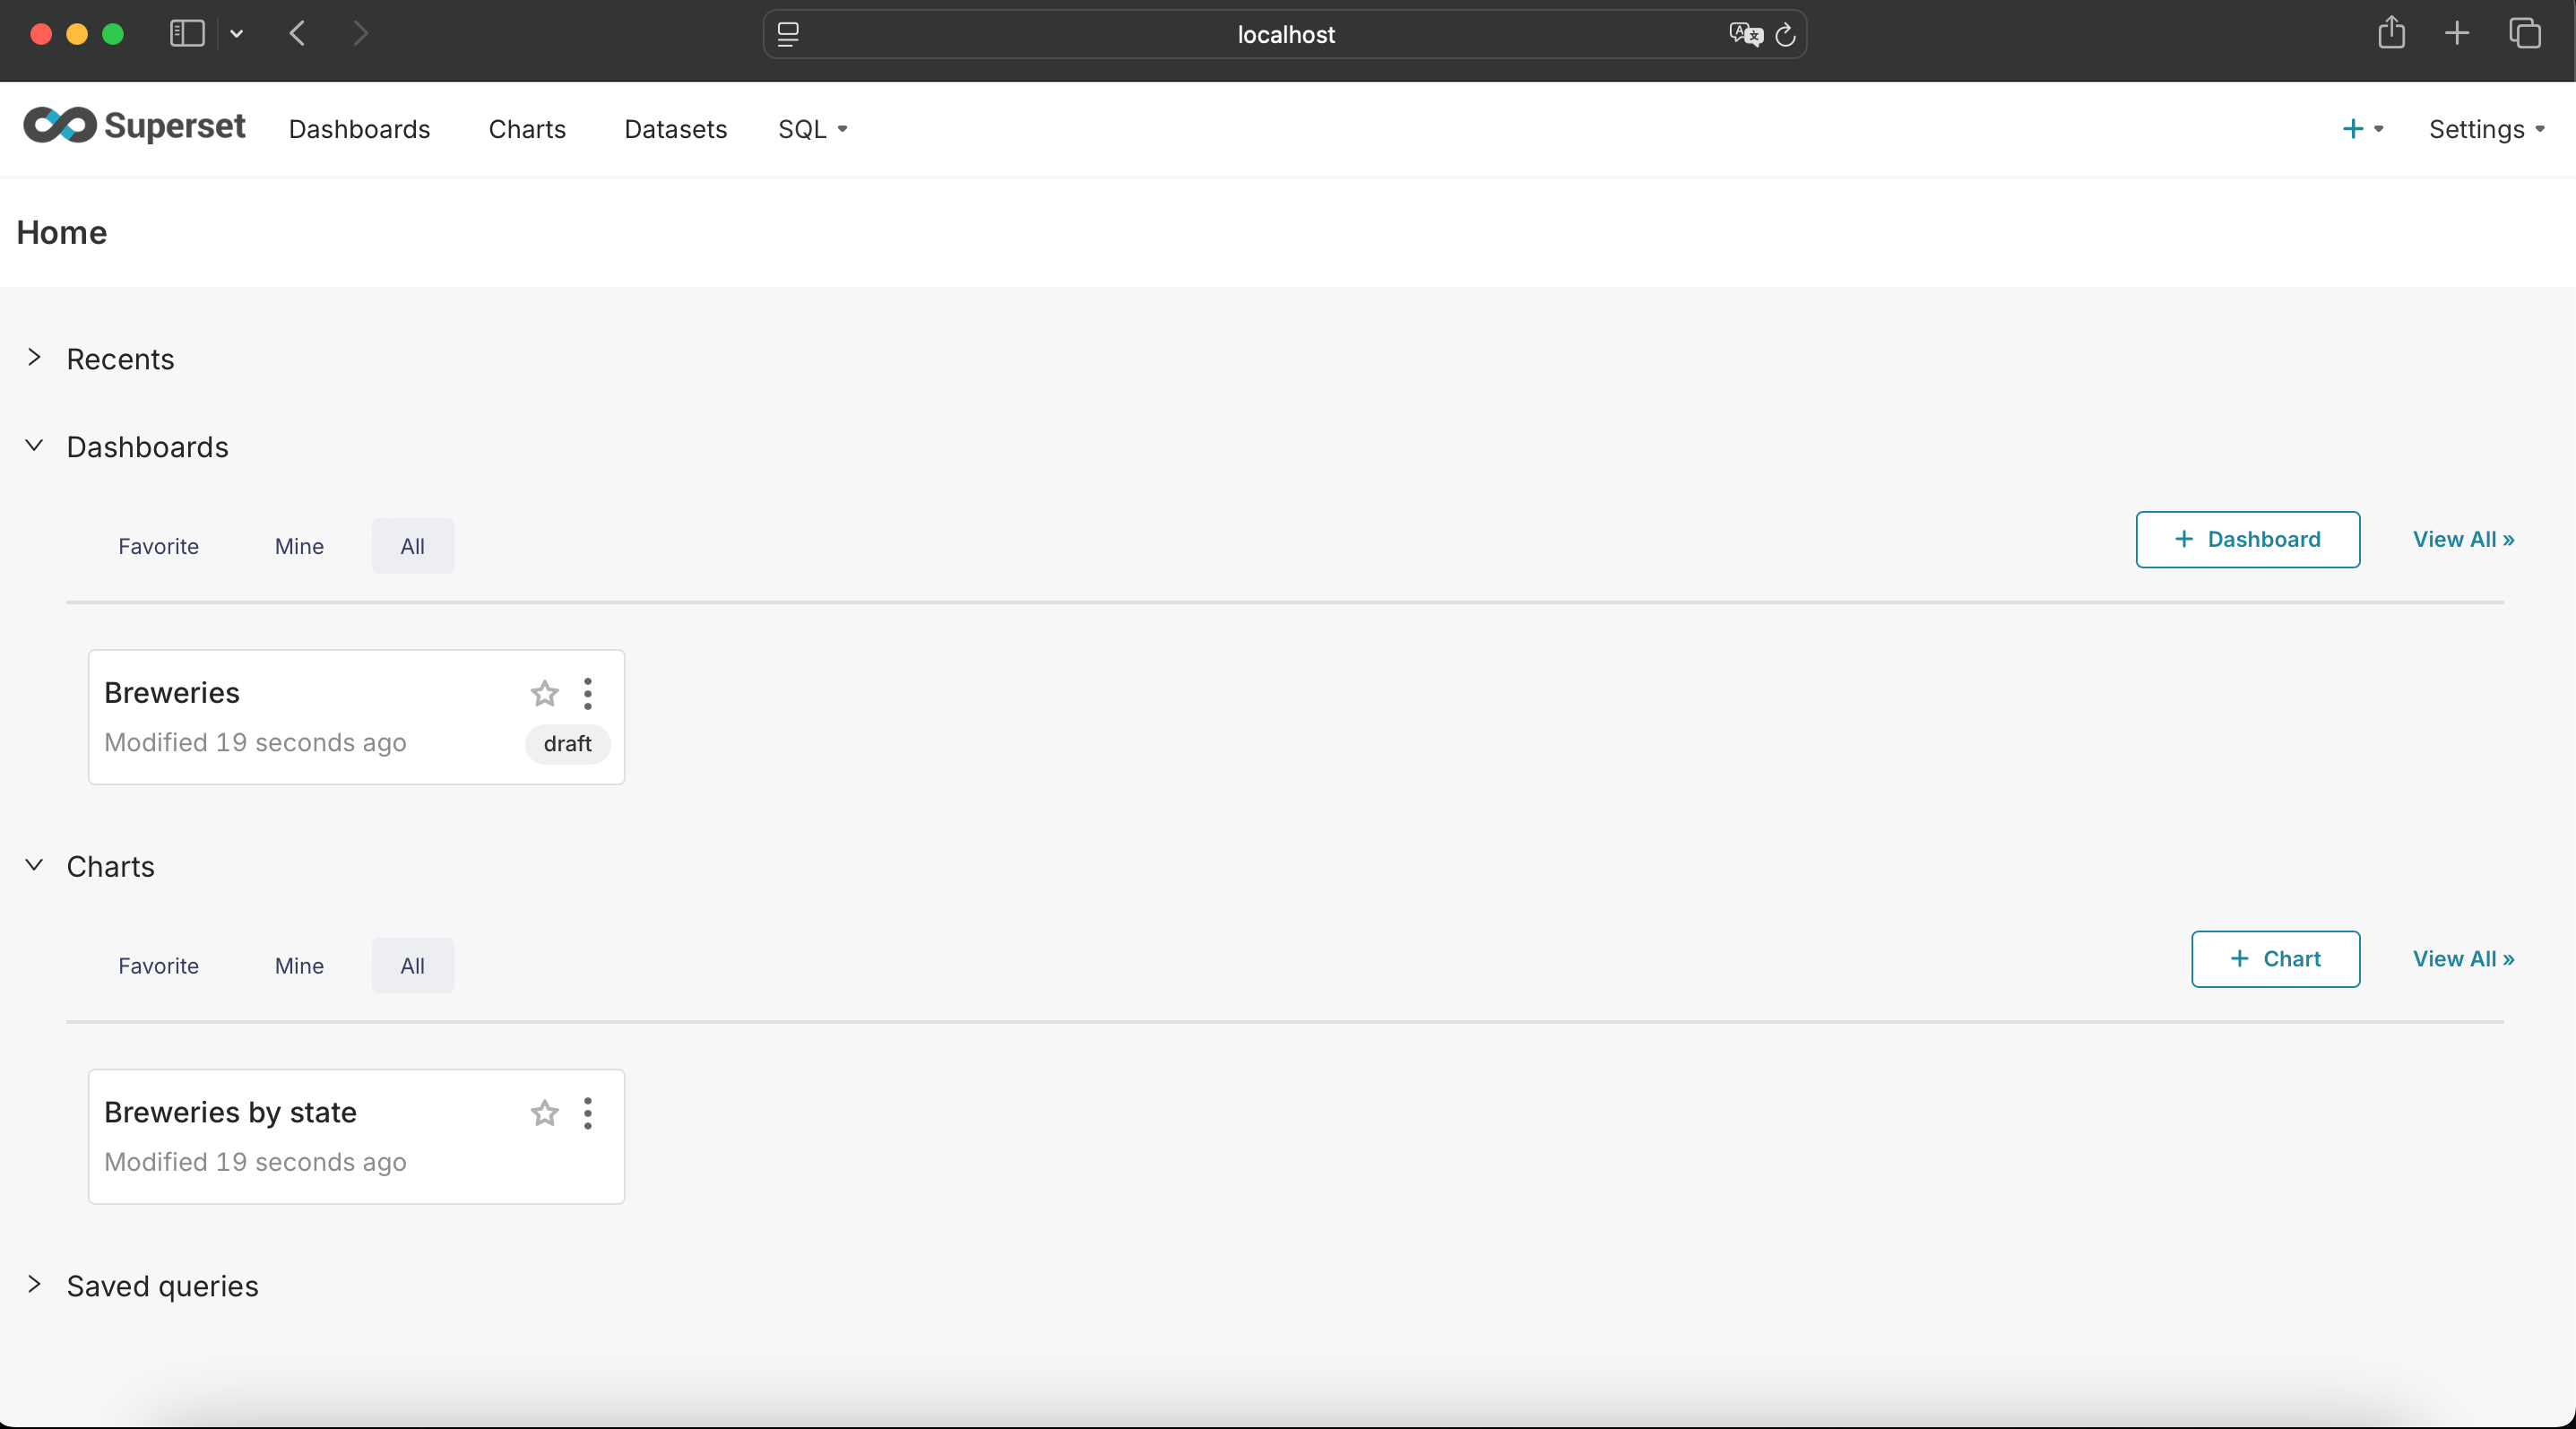 localhost
Superset Dashboards Charts Datasets SQL Settings
Home
Recents
Dashboards
Favorite Mine All + Dashboard View All »
Breweries
Modified 19 seconds ago draft
Charts
Favorite Mine All + Chart View All »
Breweries by state
Modified 19 seconds ago
Saved queries